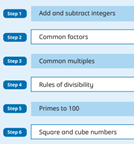 Step 1 Add and subtract integers
Step 2 Common factors
Step 3 Common multiples
Step 4 Rules of divisibility
Step 5 Primes to 100
Step 6 Square and cube numbers